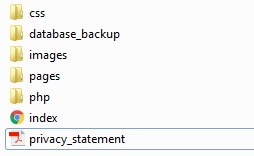 css
database_backup
images
pages
php
index
privacy_statement